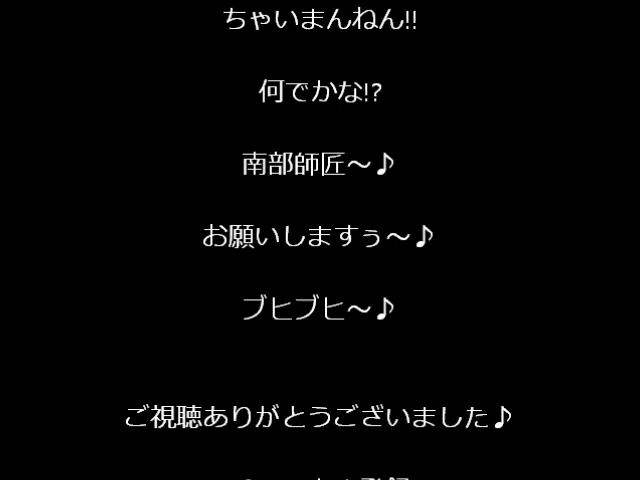 ちゃいまんねん!!
何でかな!?
南部師匠～♪
お願いしますぅ～♪
ブヒブヒ～♪
ご視聴ありがとうございました♪